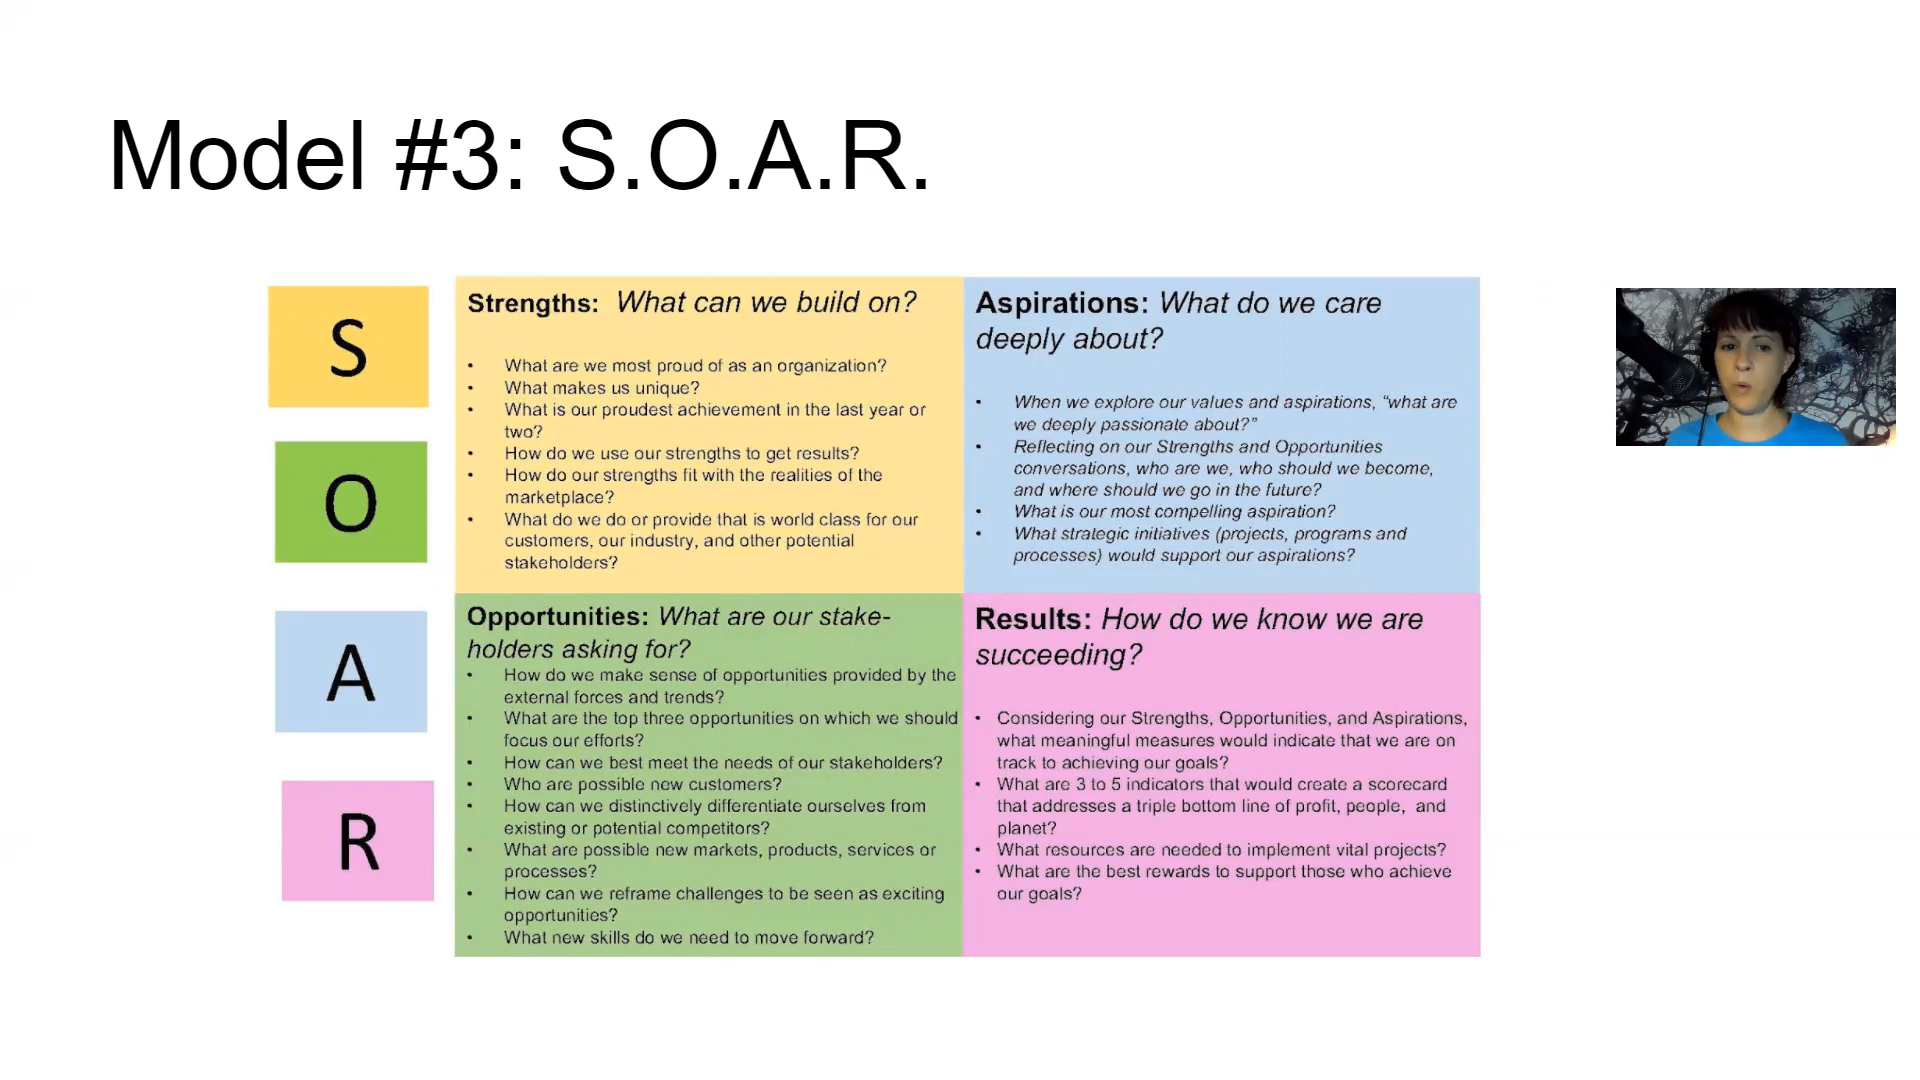 Model #3: S.O.A.R.
S
O
A
R
Strengths: What can we build on?
• What are we most proud of as an organization?
• What makes us unique?
• What is our proudest achievement in the last year or
two?
• How do we use our strengths to get results?
• How do our strengths fit with the realities of the
marketplace?
• What do we do or provide that is world class for our
customers, our industry, and other potential
stakeholders?
Aspirations: What do we care
deeply about?
• When we explore our values and aspirations, “what are
we deeply passionate about?”
• Reflecting on our Strengths and Opportunities
conversations, who are we, who should we become,
and where should we go in the future?
• What is our most compelling aspiration?
• What strategic initiatives (projects, programs and
processes) would support our aspirations?
Opportunities: What are our stake-
holders asking for?
• How do we make sense of opportunities provided by the
external forces and trends?
• What are the top three opportunities on which we should
focus our efforts?
• How can we best meet the needs of our stakeholders?
• Who are possible new customers?
• How can we distinctively differentiate ourselves from
existing or potential competitors?
• What are possible new markets, products, services or
processes?
• How can we reframe challenges to be seen as exciting
opportunities?
• What new skills do we need to move forward?
Results: How do we know we are
succeeding?
• Considering our Strengths, Opportunities, and Aspirations,
what meaningful measures would indicate that we are on
track to achieving our goals?
• What are 3 to 5 indicators that would create a scorecard
that addresses a triple bottom line of profit, people, and
planet?
• What resources are needed to implement vital projects?
• What are the best rewards to support those who achieve
our goals?